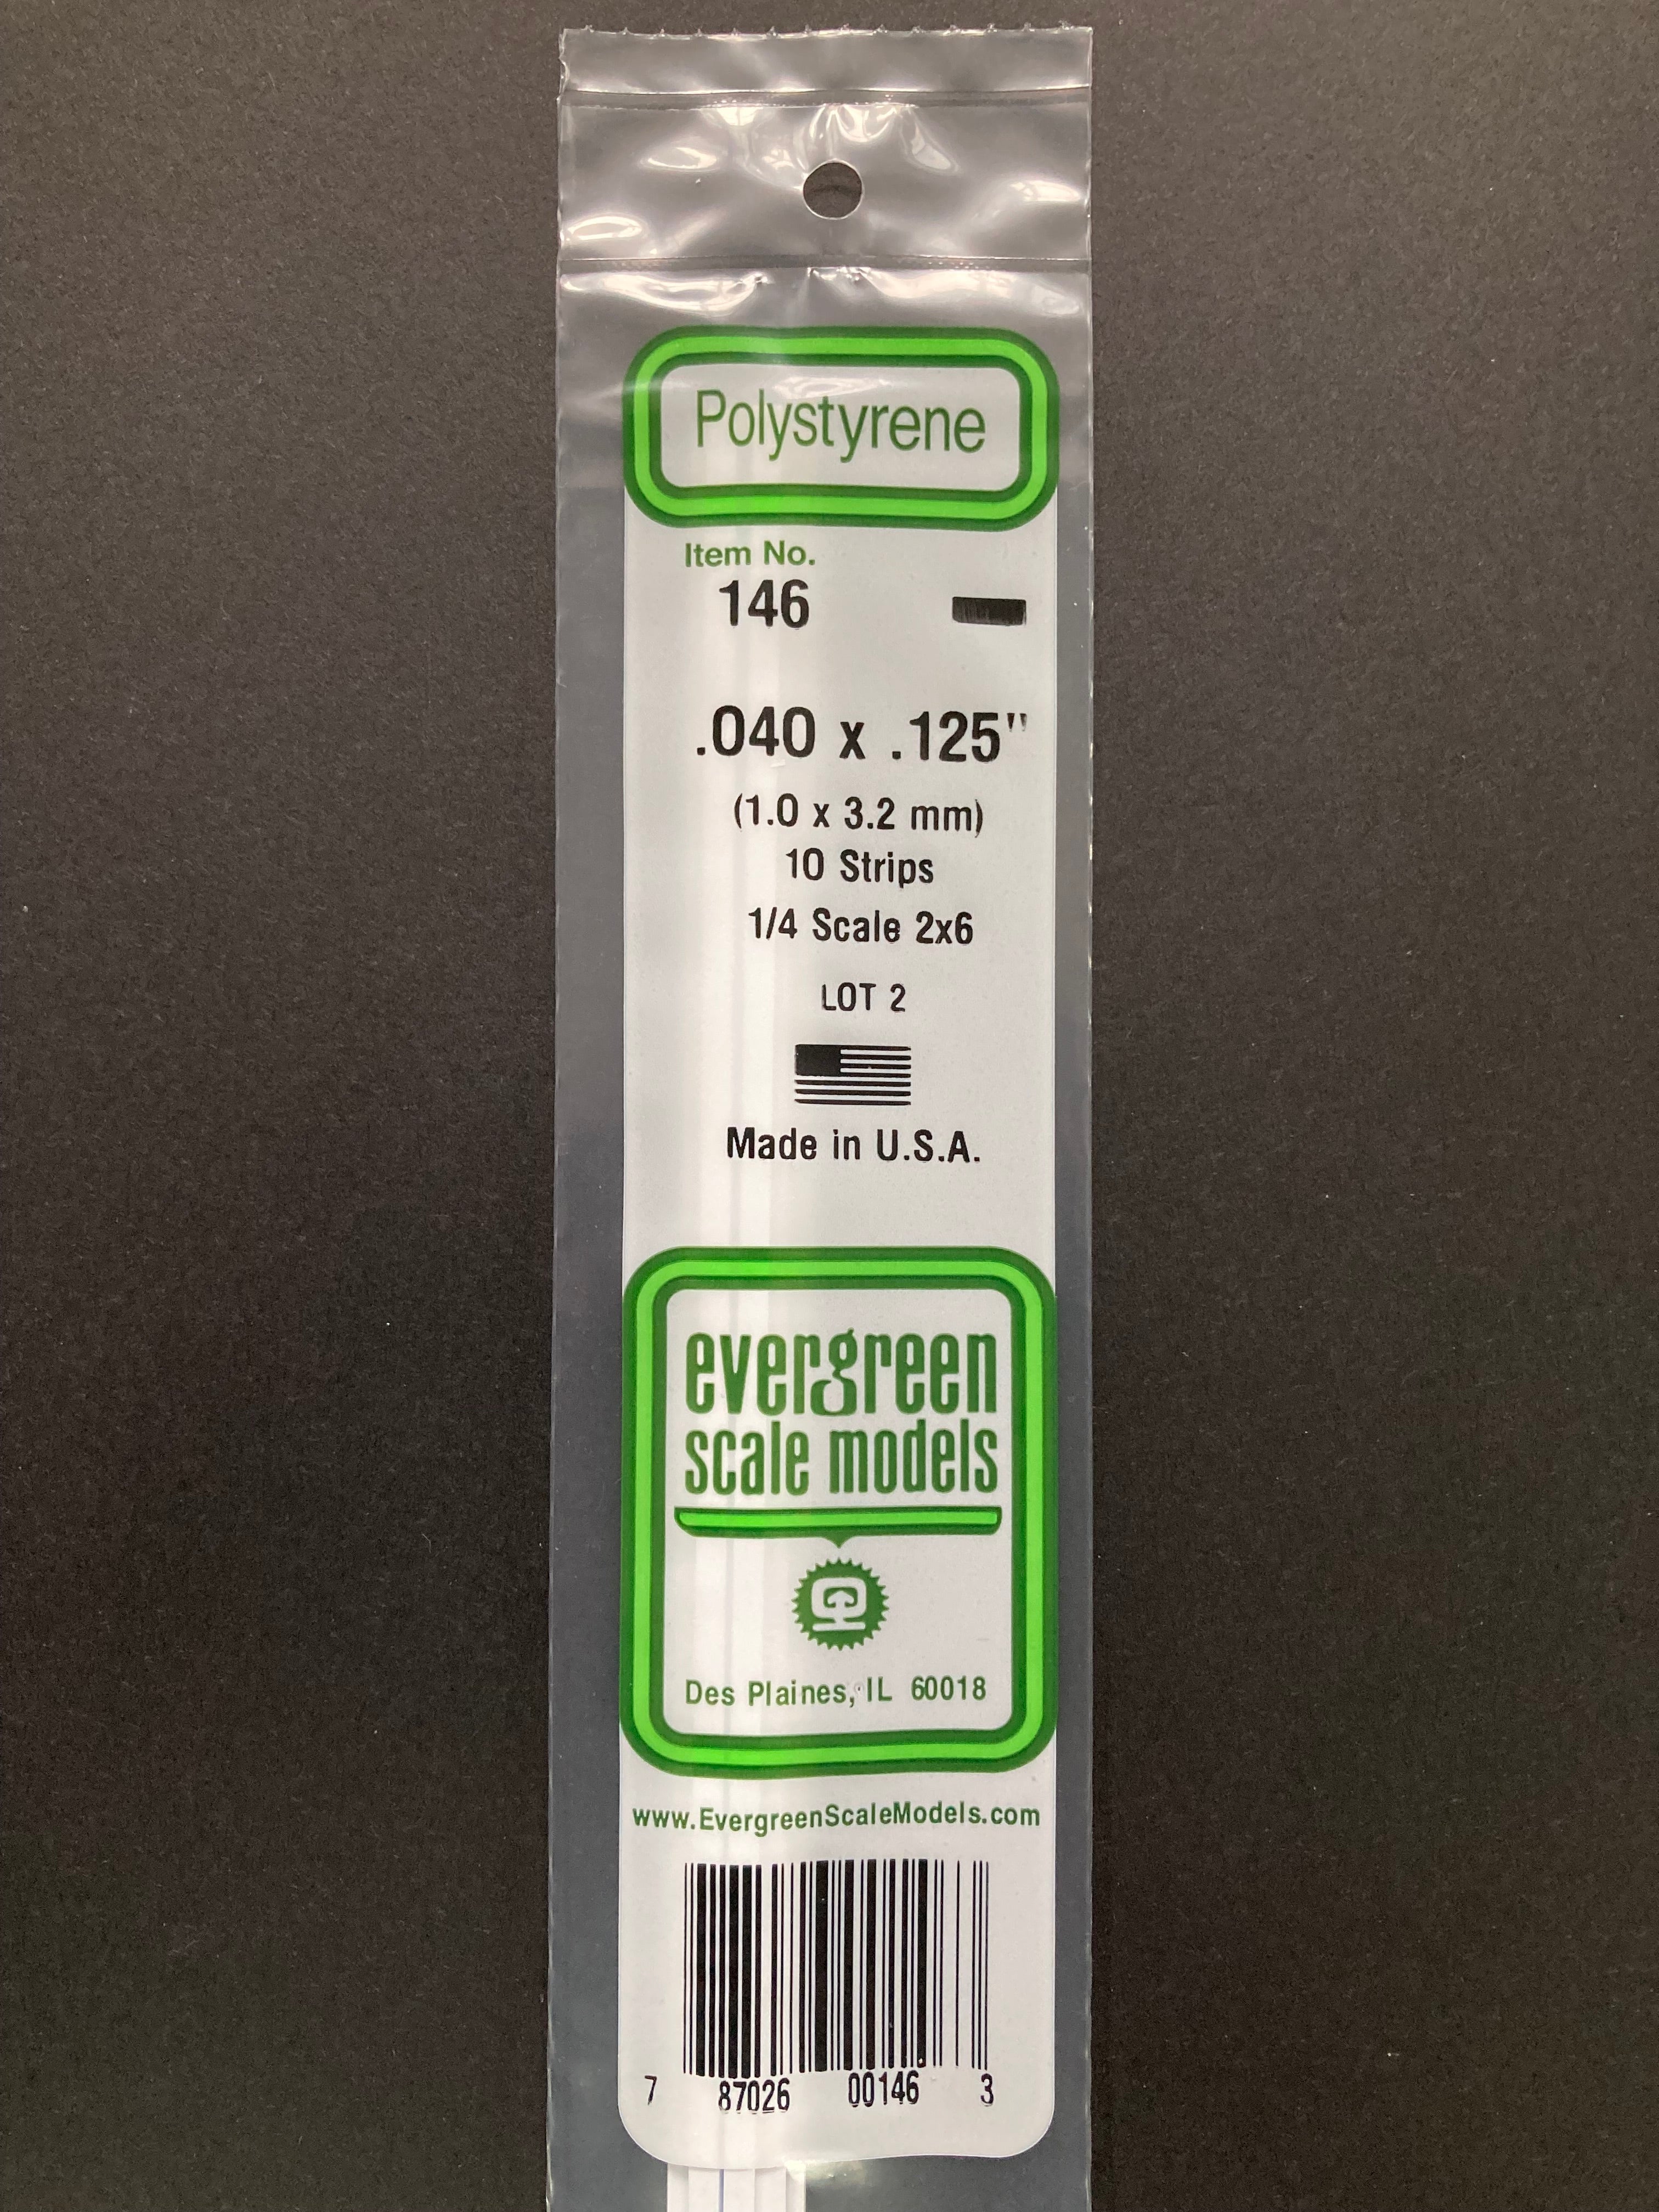 Polystyrene
Item No.
146
.040 x .125"
(1.0 x 3.2 mm)
10 Strips
1/4 Scale 2x6
LOT 2
Made in U.S.A.
evergreen
scale models
Des Plaines, IL 60018
www.EvergreenScaleModels.com
7 87026 00146 3